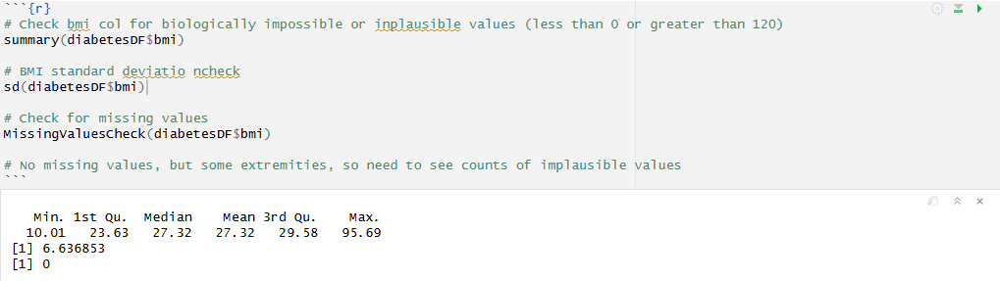 ```{r}
# Check bmi col for biologically impossible or inplausible values (less than 0 or greater than 120)
summary(diabetesDF$bmi)
# BMI standard deviatio ncheck
sd(diabetesDF$bmi)
# Check for missing values
MissingValuesCheck(diabetesDF$bmi)
# No missing values, but some extremities, so need to see counts of implausible values
```
Min. 1st Qu. Median Mean 3rd Qu. Max.
10.01 23.63 27.32 27.32 29.58 95.69
[1] 6.636853
[1] 0